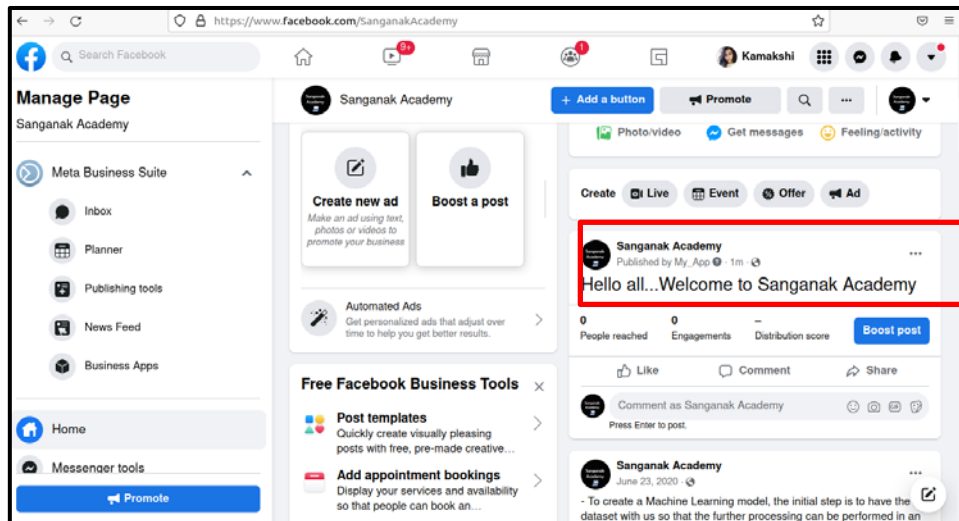 https://www.facebook.com/SanganakAcademy
Search Facebook
9+
1
Kamakshi
Manage Page
Sanganak Academy
Meta Business Suite
Inbox
Planner
Publishing tools
News Feed
Business Apps
Home
Messenger tools
Promote
Sanganak Academy
+ Add a button
Promote
Create new ad
Make an ad using text,
photos or videos to
promote your business
Boost a post
Automated Ads
Get personalized ads that adjust over
time to help you get better results.
Free Facebook Business Tools
Post templates
Quickly create visually pleasing
posts with free, pre-made creative...
Add appointment bookings
Display your services and availability
so that people can book an...
Photo/video Get messages Feeling/activity
Create Live Event Offer Ad
Sanganak Academy
Published by My_App · 1m ·
Hello all...Welcome to Sanganak Academy
0 0 –
People reached Engagements Distribution score
Boost post
Like Comment Share
Comment as Sanganak Academy
GIF
Press Enter to post.
Sanganak Academy
June 23, 2020 ·
- To create a Machine Learning model, the initial step is to have the
dataset with us so that the further processing can be performed in an